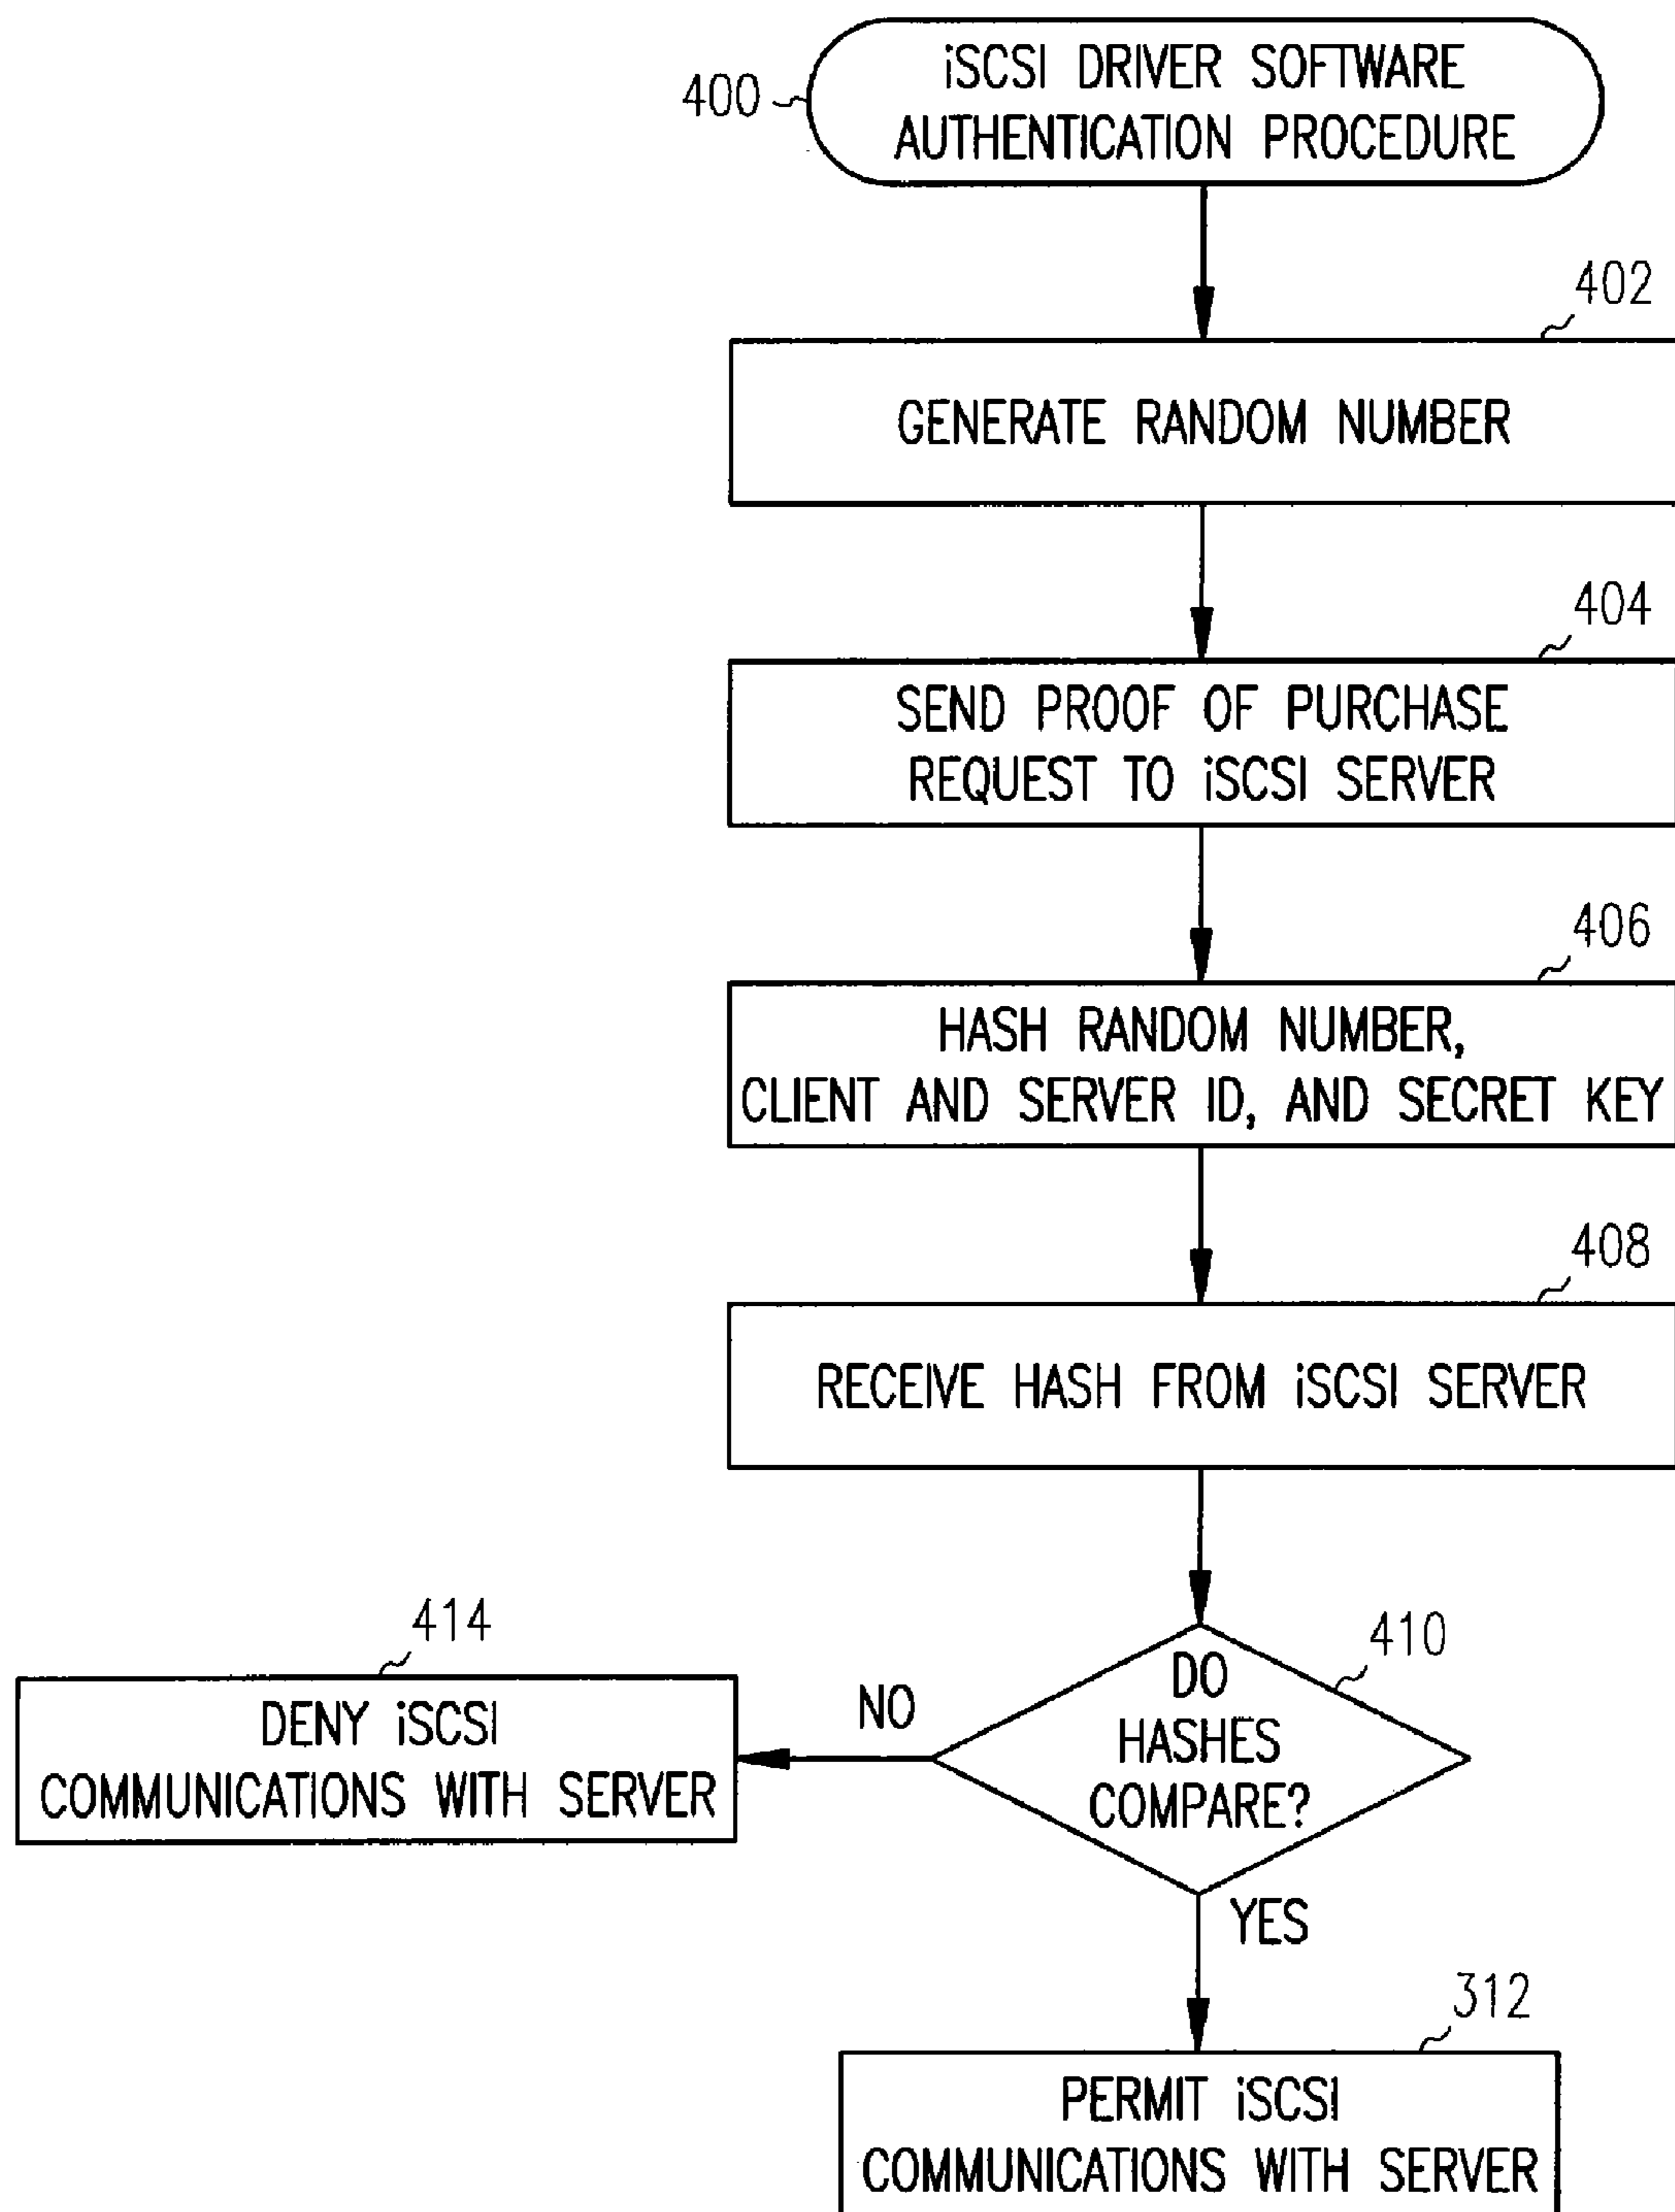 iSCSI DRIVER SOFTWARE
AUTHENTICATION PROCEDURE
400
402
GENERATE RANDOM NUMBER
404
SEND PROOF OF PURCHASE
REQUEST TO iSCSI SERVER
406
HASH RANDOM NUMBER,
CLIENT AND SERVER ID, AND SECRET KEY
408
RECEIVE HASH FROM iSCSI SERVER
410
DO
HASHES
COMPARE?
NO
414
DENY iSCSI
COMMUNICATIONS WITH SERVER
YES
312
PERMIT iSCSI
COMMUNICATIONS WITH SERVER